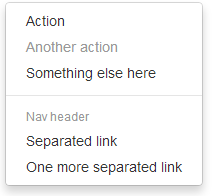 Action
Another action
Something else here
Nav header
Separated link
One more separated link